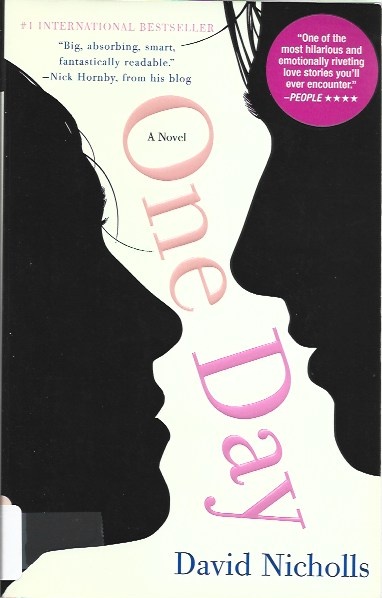 #1 INTERNATIONAL BESTSELLER
“Big, absorbing, smart,
fantastically readable.”
—Nick Hornby, from his blog
“One of the
most hilarious and
emotionally riveting
love stories you’ll
ever encounter.”
–PEOPLE ★★★★
A Novel
One
Day
David Nicholls